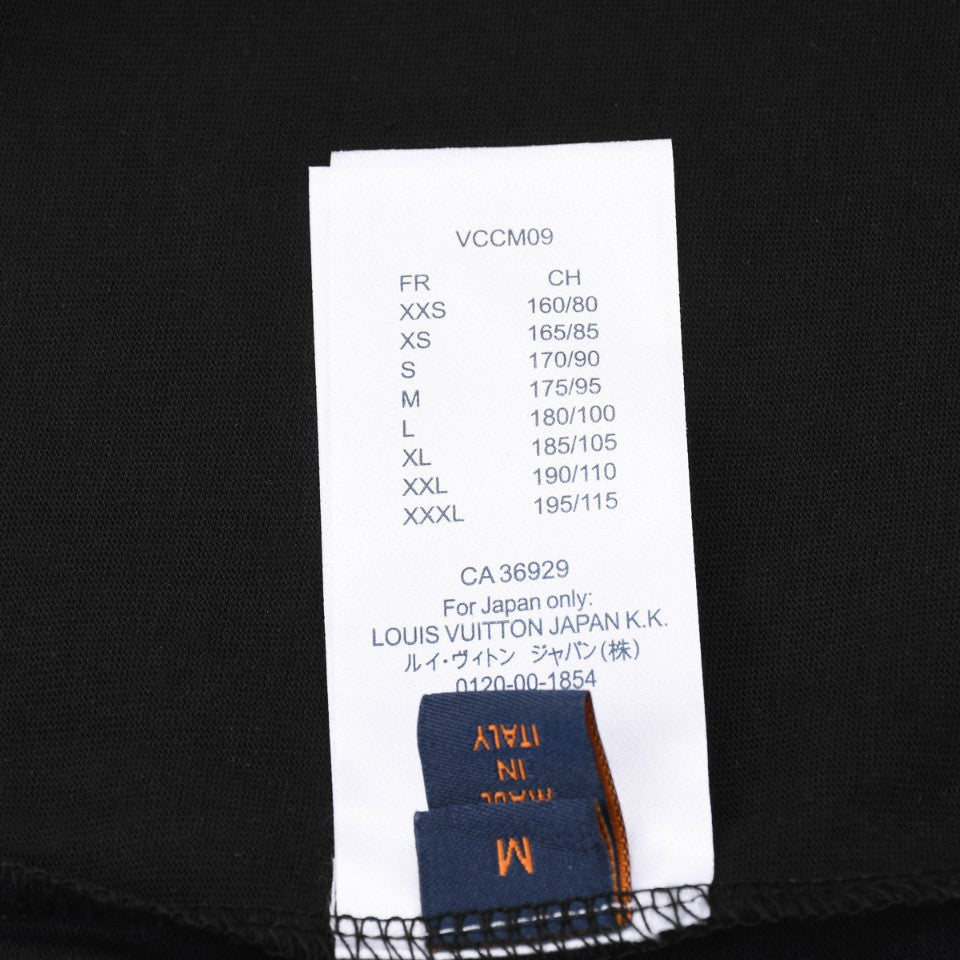 VCCM09
FR CH
XXS 160/80
XS 165/85
S 170/90
M 175/95
L 180/100
XL 185/105
XXL 190/110
XXXL 195/115
CA 36929
For Japan only:
LOUIS VUITTON JAPAN K.K.
ルイ・ヴィトン ジャパン(株)
0120-00-1854
ITALY
IN
MADE
M